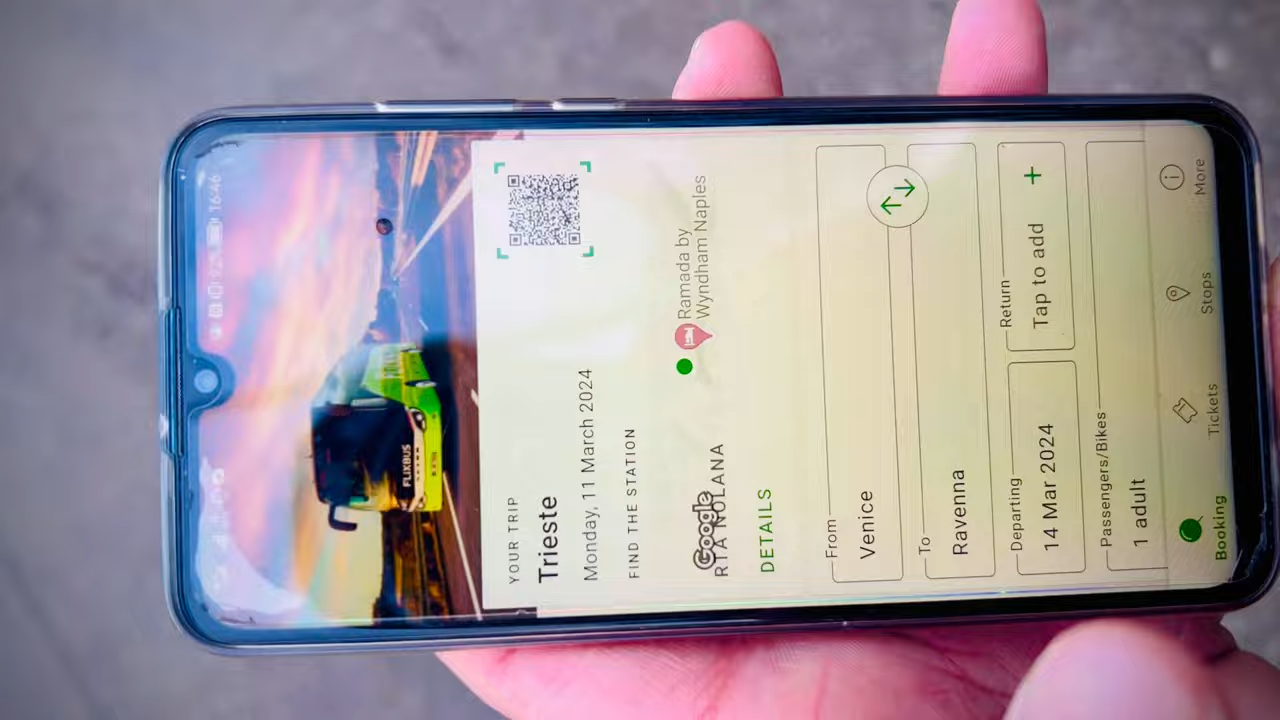 16:46
FLIXBUS
YOUR TRIP
Trieste
Monday, 11 March 2024
FIND THE STATION
Ramada by
Wyndham Naples
Google
RTA NOLANA
DETAILS
From
Venice
To
Ravenna
Departing
14 Mar 2024
Return
Tap to add
+
Passengers/Bikes
1 adult
Booking
Tickets
Stops
More